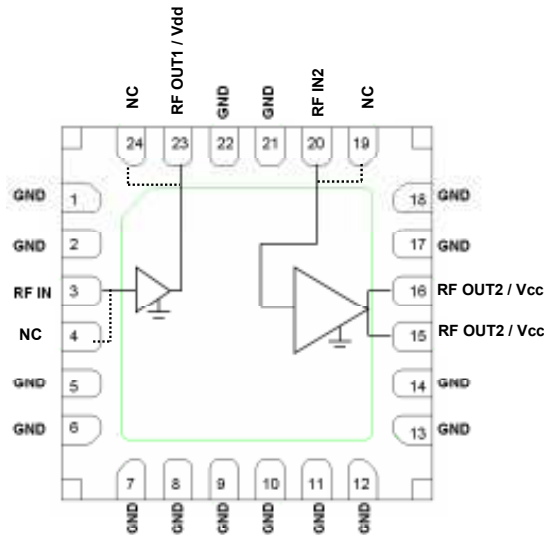 NC
RF OUT1 / Vdd
GND
GND
RF IN2
NC
24
23
22
21
20
19
GND
1
18
GND
GND
2
17
GND
RF IN
3
16
RF OUT2 / Vcc
NC
4
15
RF OUT2 / Vcc
GND
5
14
GND
GND
6
13
GND
7
8
9
10
11
12
GND
GND
GND
GND
GND
GND